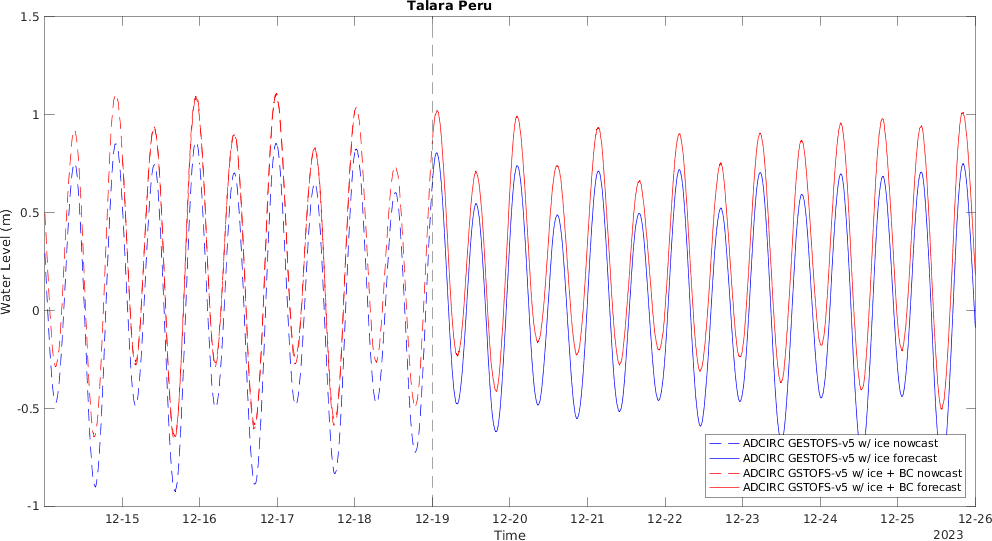 Talara Peru
1.5
1
0.5
0
-0.5
-1
Water Level (m)
12-15 12-16 12-17 12-18 12-19 12-20 12-21 12-22 12-23 12-24 12-25 12-26
Time
2023
ADCIRC GESTOFS-v5 w/ ice nowcast
ADCIRC GESTOFS-v5 w/ ice forecast
ADCIRC GSTOFS-v5 w/ ice + BC nowcast
ADCIRC GSTOFS-v5 w/ ice + BC forecast